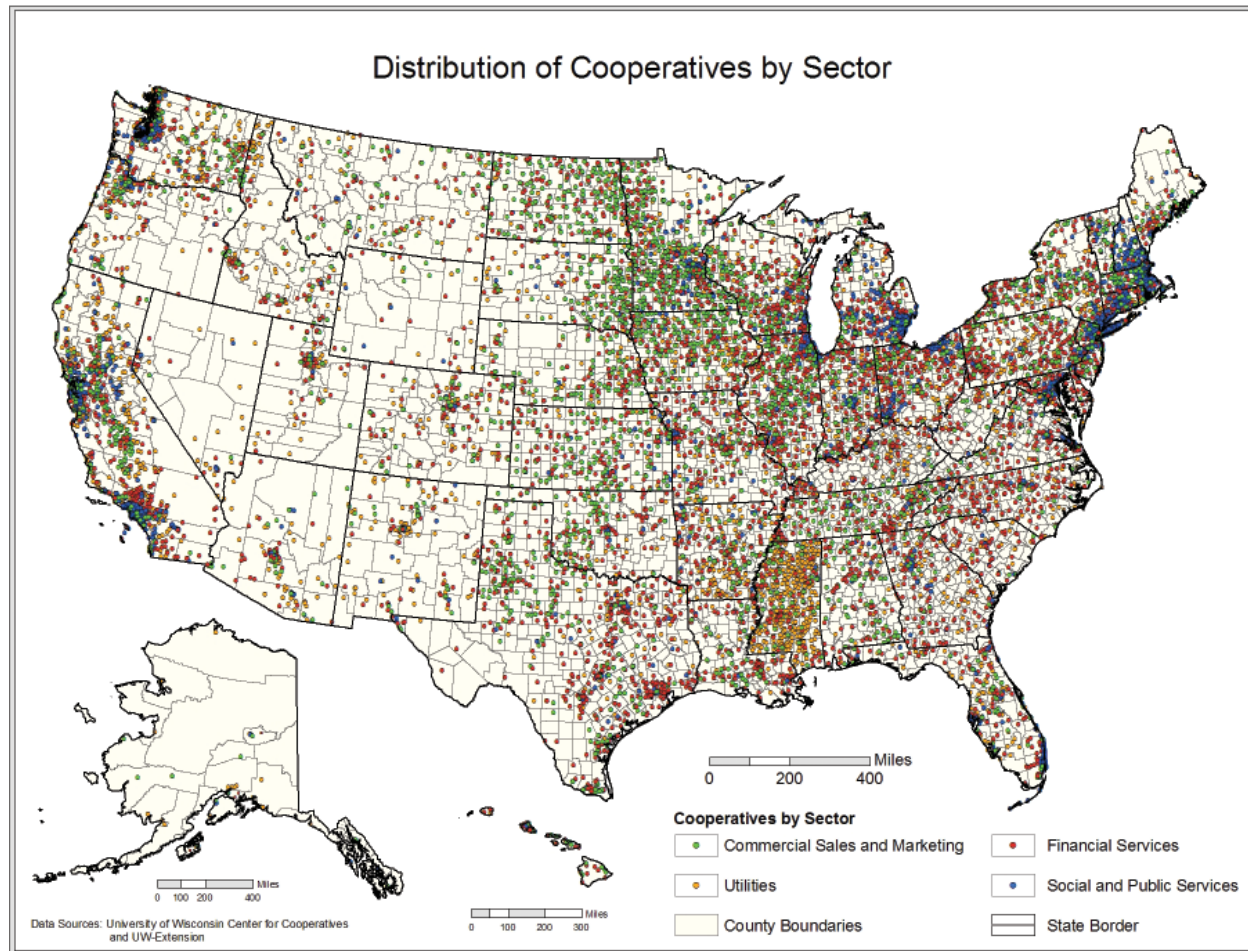 Distribution of Cooperatives by Sector
Miles
0 200 400
Cooperatives by Sector
Commercial Sales and Marketing
Financial Services
Utilities
Social and Public Services
County Boundaries
State Border
Miles
0 100 200 400
Miles
0 50 100 200 300
Data Sources: University of Wisconsin Center for Cooperatives
and UW-Extension